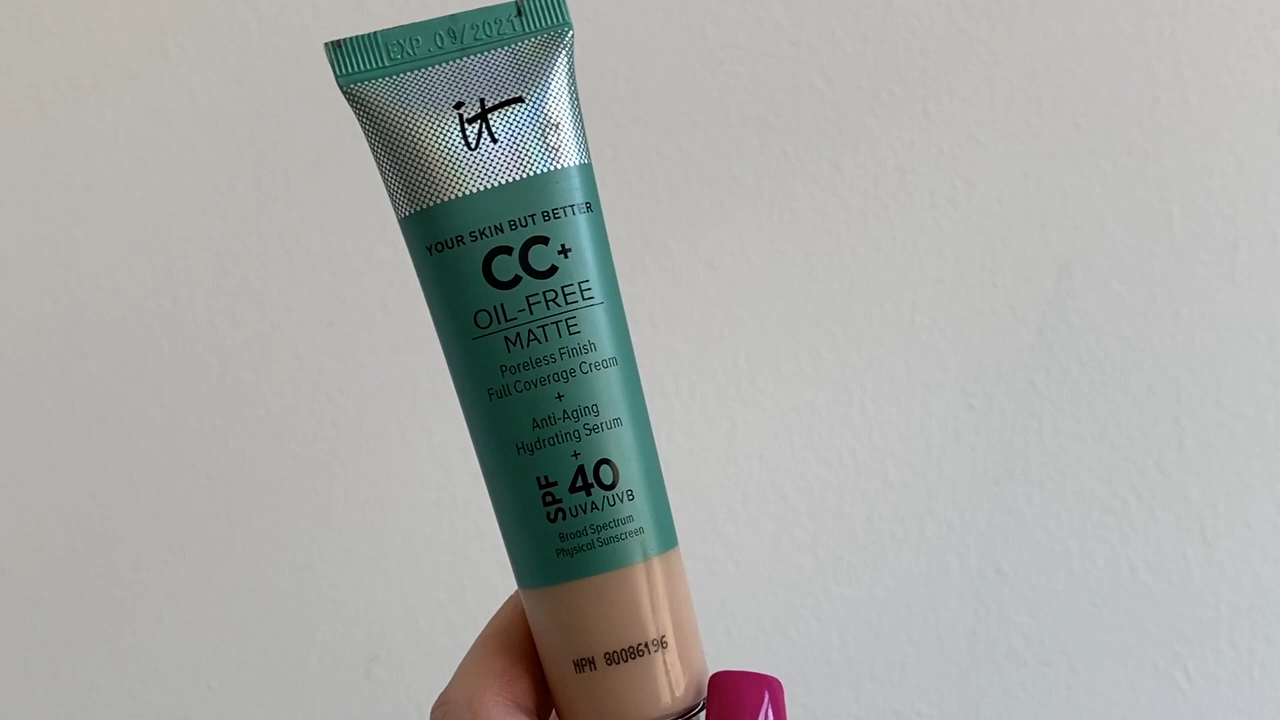 EXP.09/2021
it
YOUR SKIN BUT BETTER
CC+
OIL-FREE
MATTE
Poreless Finish
Full Coverage Cream
+
Anti-Aging
Hydrating Serum
+
SPF 40
UVA/UVB
Broad Spectrum
Physical Sunscreen
NPN 80086196